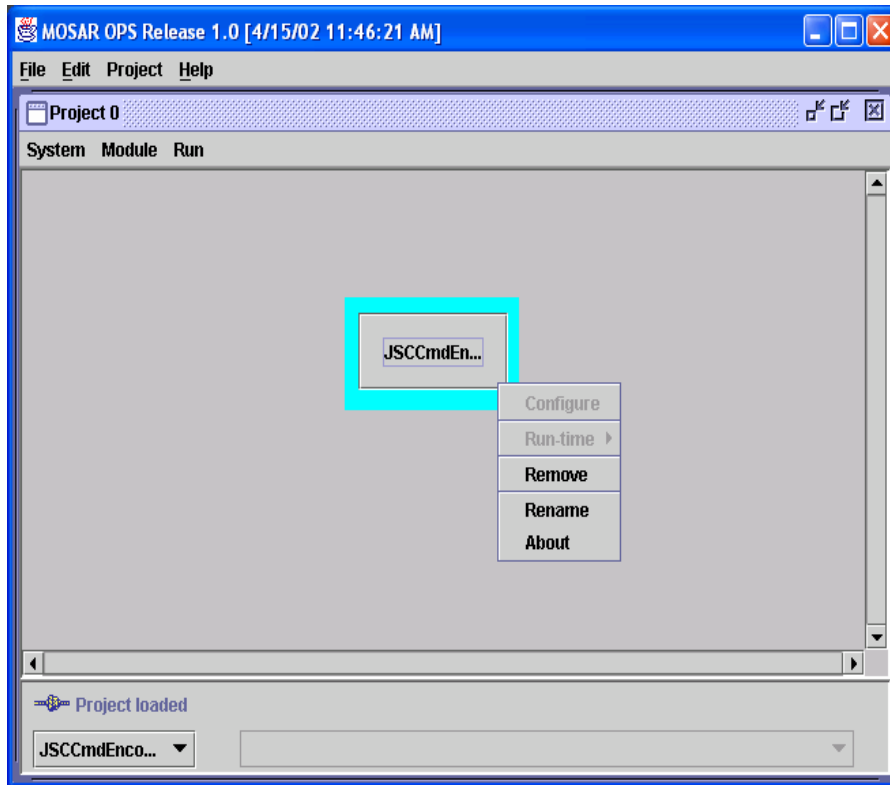 MOSAR OPS Release 1.0 [4/15/02 11:46:21 AM]
File Edit Project Help
Project 0
System Module Run
JSCCmdEn...
Configure
Run-time
Remove
Rename
About
Project loaded
JSCCmdEnco...